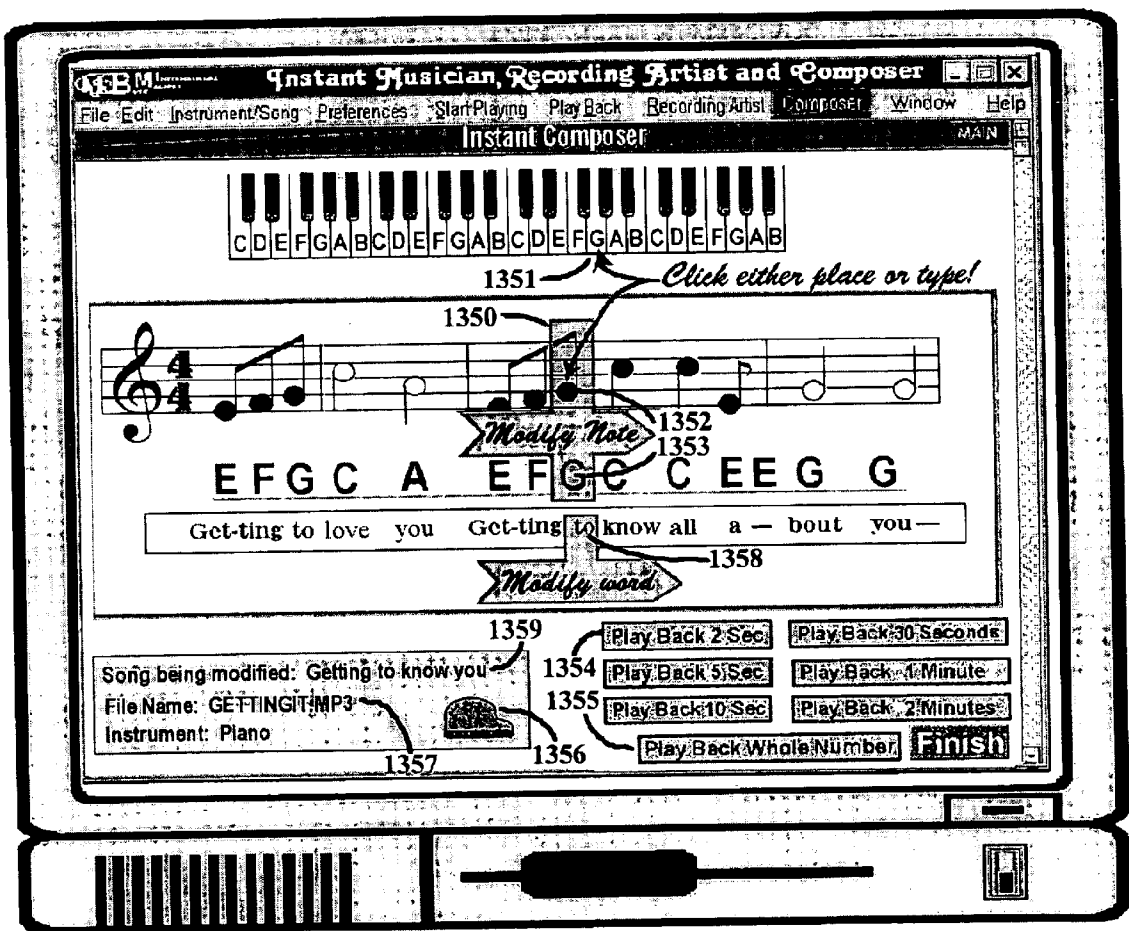 Instant Musician, Recording Artist and Composer
File Edit Instrument/Song Preferences Start Playing Play Back Recording Artist Composer Window Help
Instant Composer MAIN
C D E F G A B C D E F G A B C D E F G A B C D E F G A B
1351 Click either place or type!
1350
4
4
1352
Modify Note
1353
E F G C A E F G C C E E G G
Get-ting to love you Get-ting to know all a — bout you —
1358
Modify word
1359
Play Back 2 Sec Play Back 30 Seconds
1354
Song being modified: Getting to know you
Play Back 5 Sec Play Back 1 Minute
File Name: GETTINGIT.MP3
1355
Play Back 10 Sec Play Back 2 Minutes
Instrument: Piano
1357 1356
Play Back Whole Number Finish